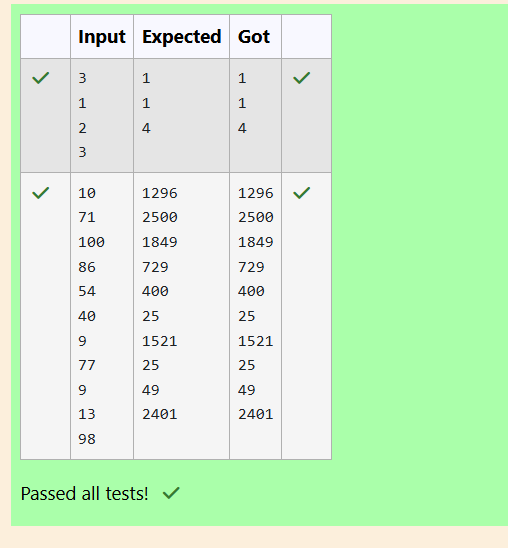 Input Expected Got
3 1 1
1 1 1
2 4 4
3
10 1296 1296
71 2500 2500
100 1849 1849
86 729 729
54 400 400
40 25 25
9 1521 1521
77 25 25
9 49 49
13 2401 2401
98
Passed all tests!